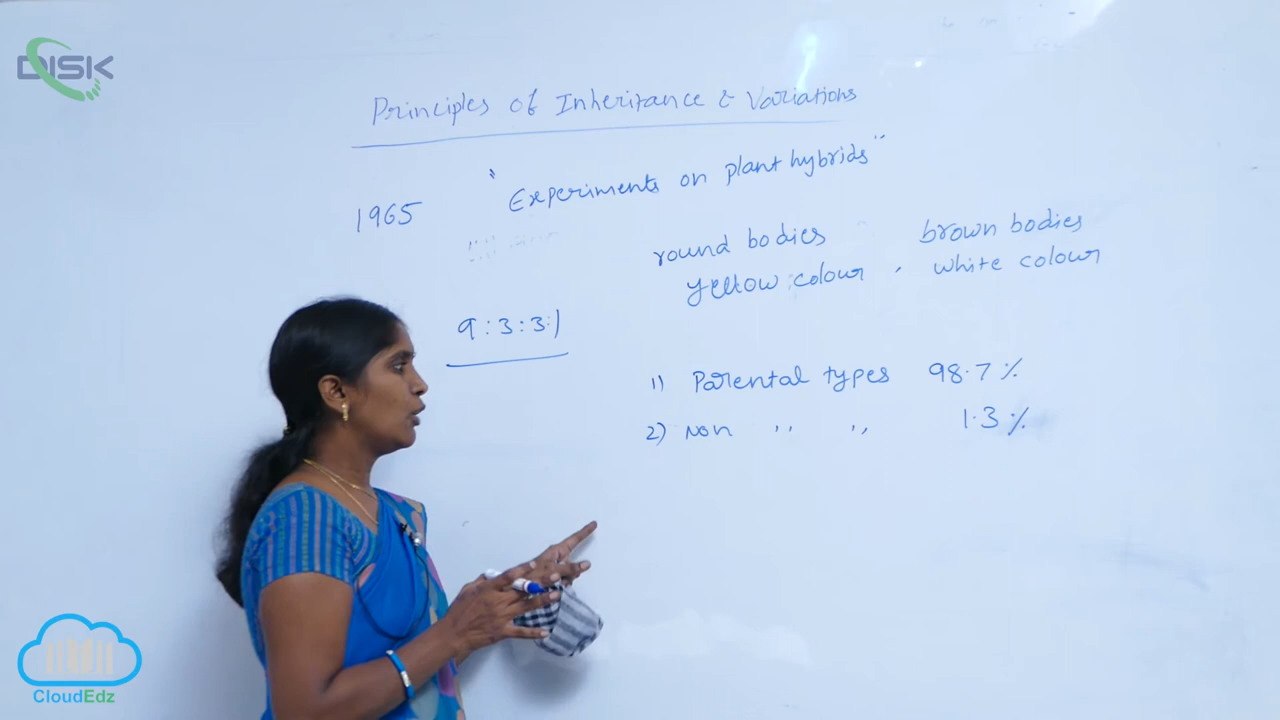 DISK
Principles of Inheritance & Variations
"Experiments on plant hybrids"
1965
round bodies brown bodies
yellow colour , white colour
9:3:3:1
1) Parental types 98.7%
2) Non " " 1.3%
CloudEdz